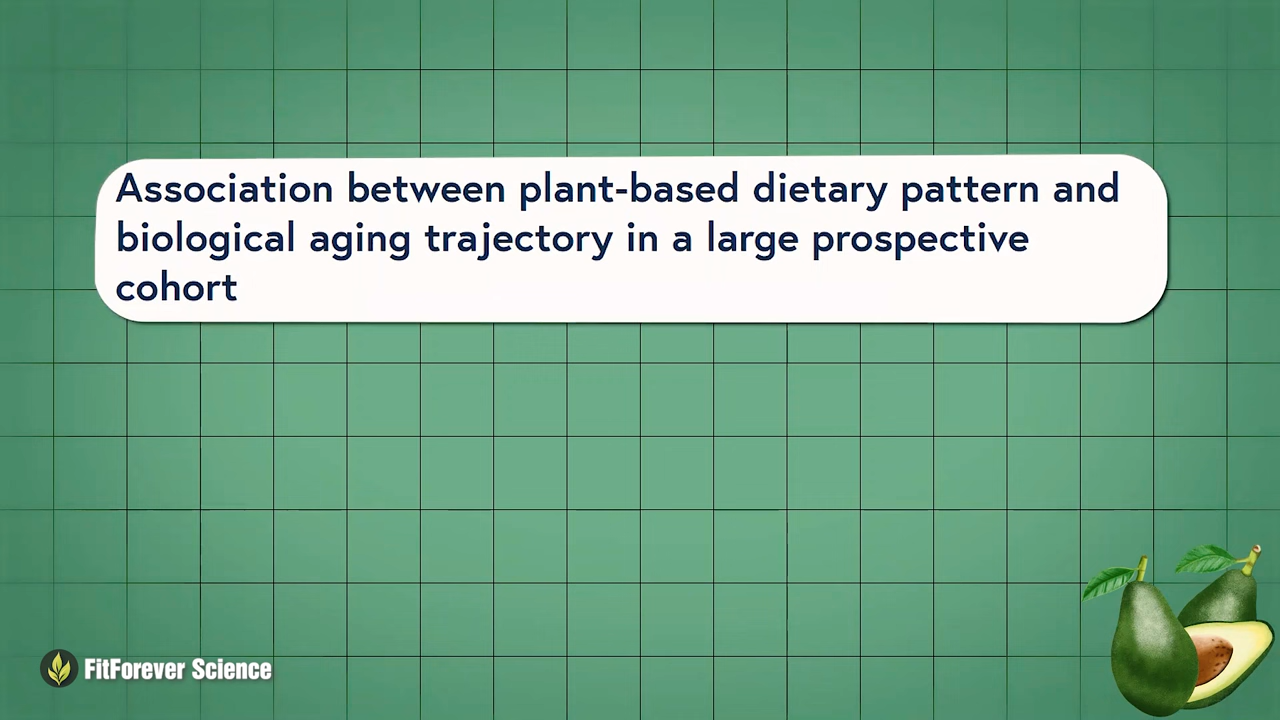 Association between plant-based dietary pattern and
biological aging trajectory in a large prospective
cohort
FitForever Science